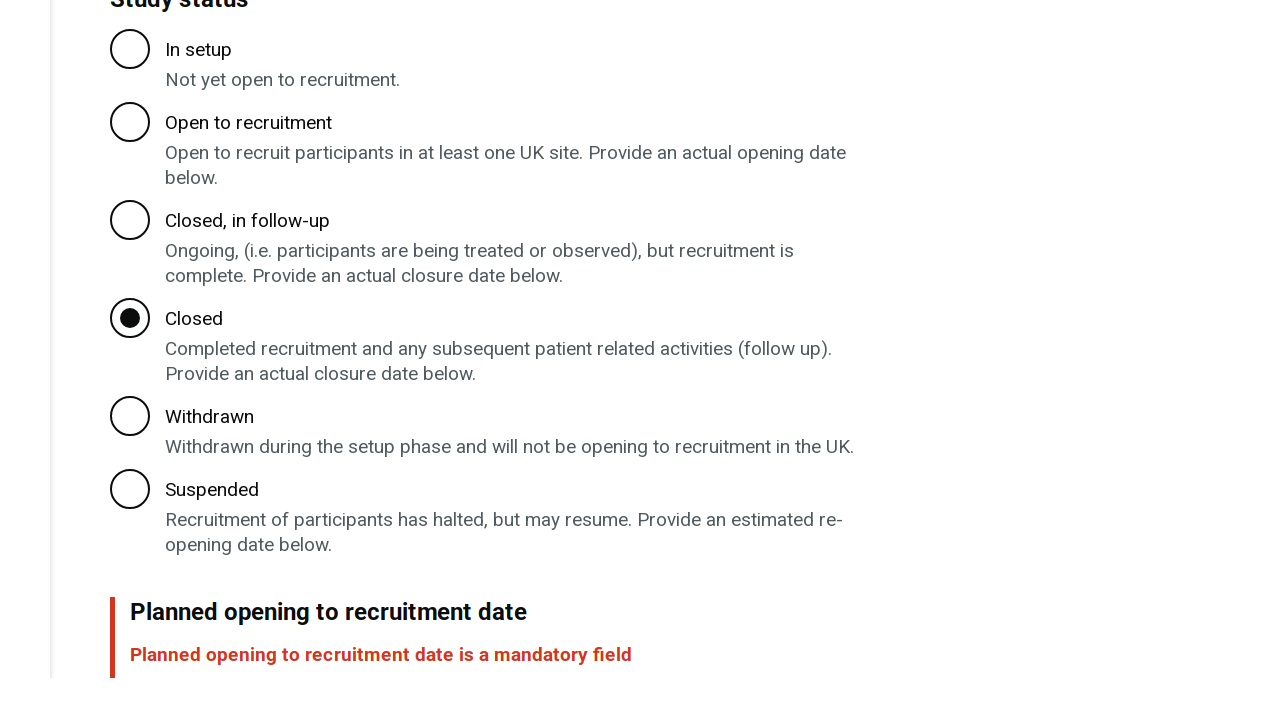 Study status
In setup
Not yet open to recruitment.
Open to recruitment
Open to recruit participants in at least one UK site. Provide an actual opening date
below.
Closed, in follow-up
Ongoing, (i.e. participants are being treated or observed), but recruitment is
complete. Provide an actual closure date below.
Closed
Completed recruitment and any subsequent patient related activities (follow up).
Provide an actual closure date below.
Withdrawn
Withdrawn during the setup phase and will not be opening to recruitment in the UK.
Suspended
Recruitment of participants has halted, but may resume. Provide an estimated re-
opening date below.
Planned opening to recruitment date
Planned opening to recruitment date is a mandatory field